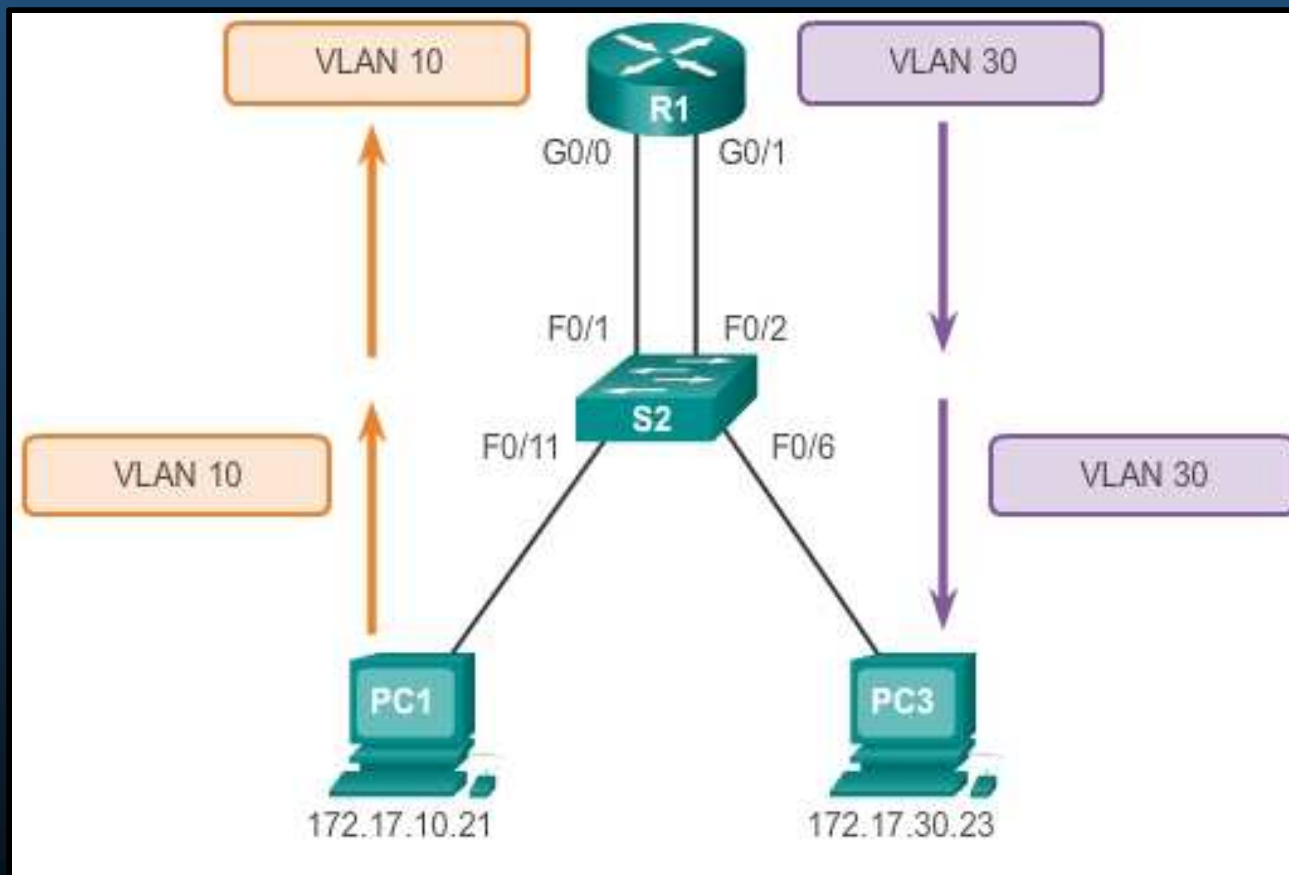 VLAN 10
VLAN 30
R1
G0/0
G0/1
F0/1
F0/2
S2
F0/11
F0/6
VLAN 10
VLAN 30
PC1
PC3
172.17.10.21
172.17.30.23